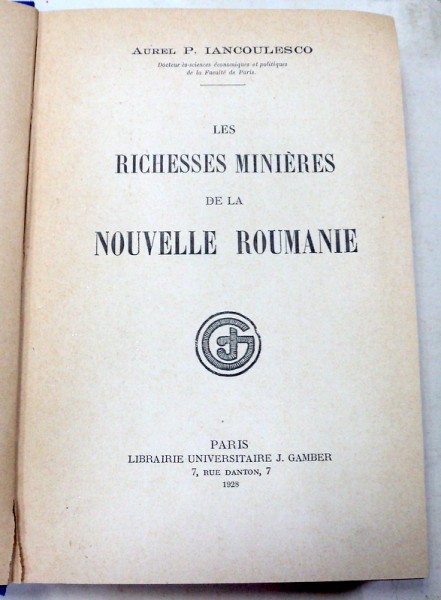 AUREL P. IANCOULESCO
Docteur ès-sciences économiques et politiques
de la Faculté de Paris.
LES
RICHESSES MINIÈRES
DE LA
NOUVELLE ROUMANIE
PARIS
LIBRAIRIE UNIVERSITAIRE J. GAMBER
7, RUE DANTON, 7
1928